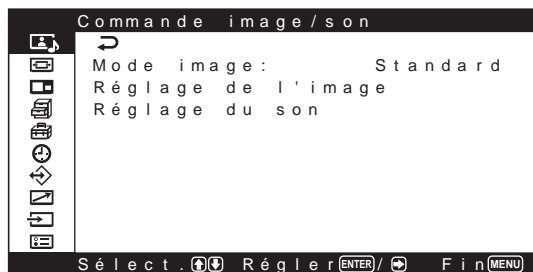 Commande image/son
Mode image: Standard
Réglage de l'image
Réglage du son
Sélect. Régler ENTER / Fin MENU